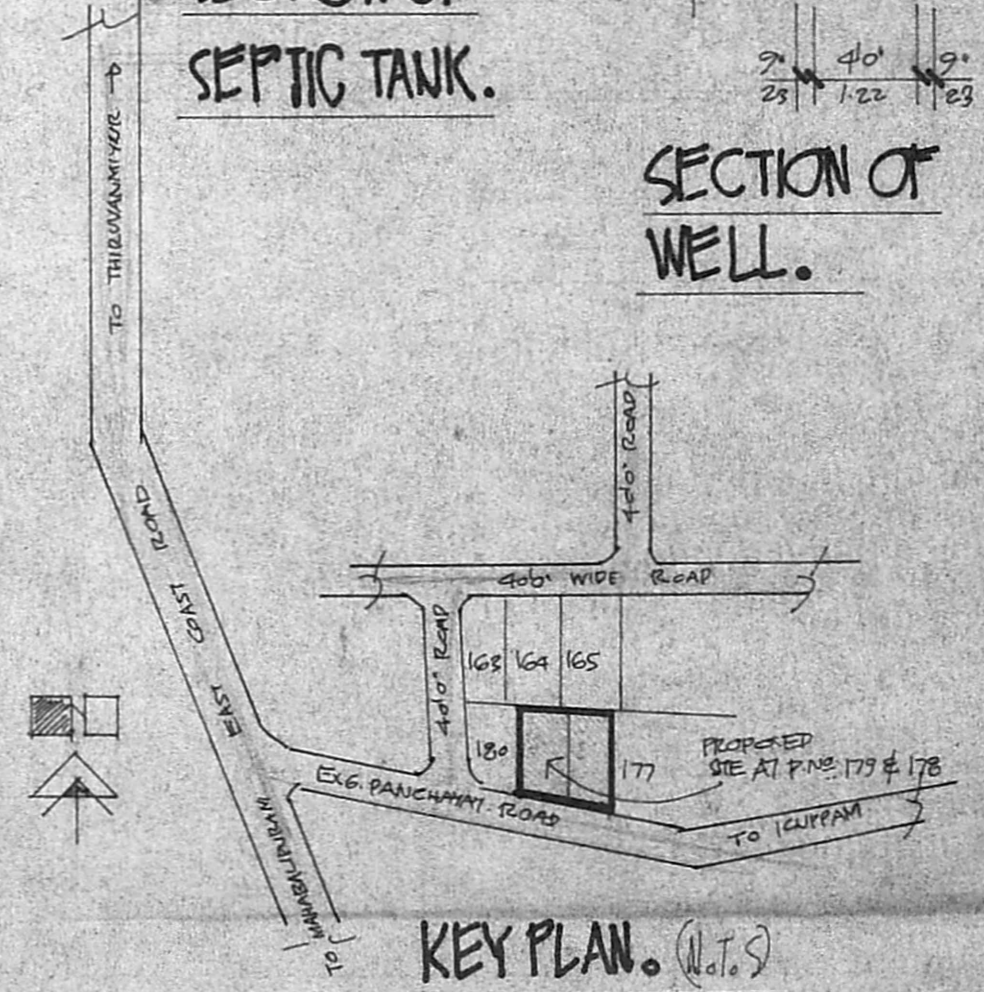 SEPTIC TANK.
9" 4'0" 9"
23 1.22 23
SECTION OF
WELL.
TO THIRUVANMIYUR
EAST COAST ROAD
TO MAHABALIPURAM
40'0" ROAD
40'0" WIDE ROAD
40'0" ROAD
163 164 165
180
177
PROPOSED
SITE AT P.NO. 179 & 178
EXG. PANCHAYAT ROAD
TO KUPPAM
KEY PLAN. (N.T.S)